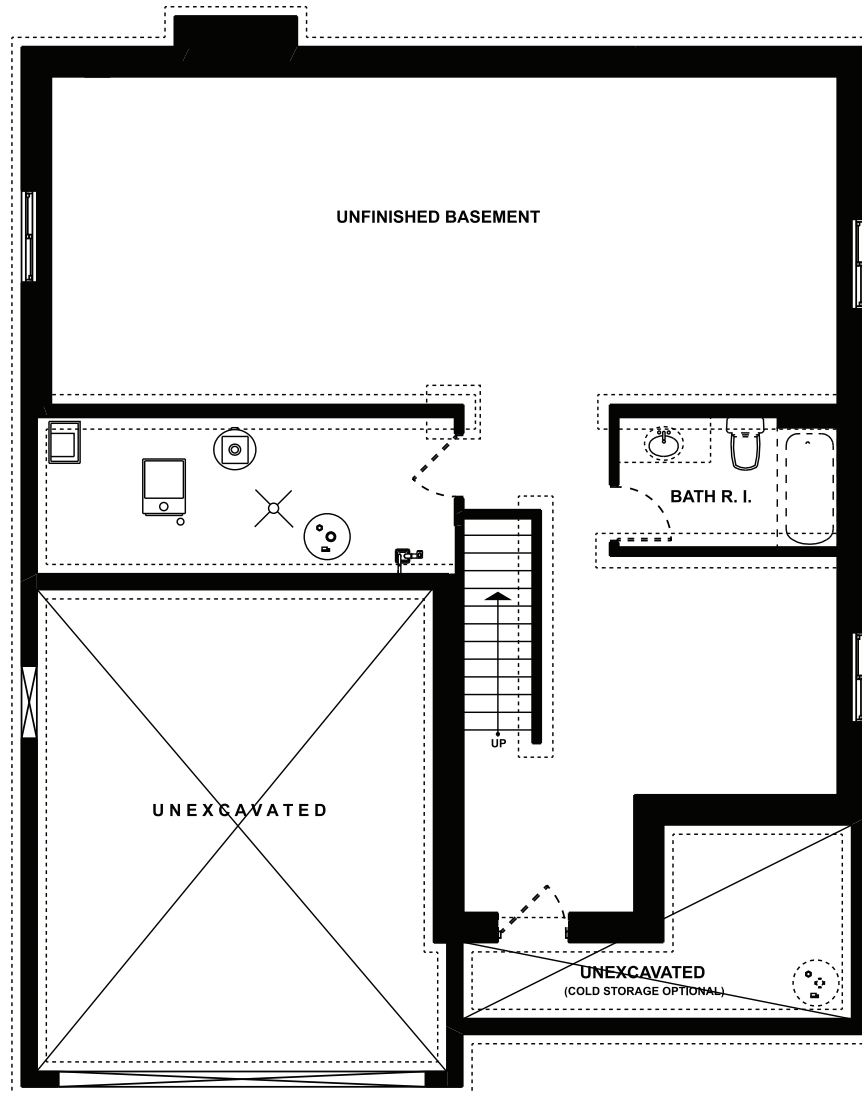 UNFINISHED BASEMENT
BATH R. I.
UP
UNEXCAVATED
UNEXCAVATED
(COLD STORAGE OPTIONAL)